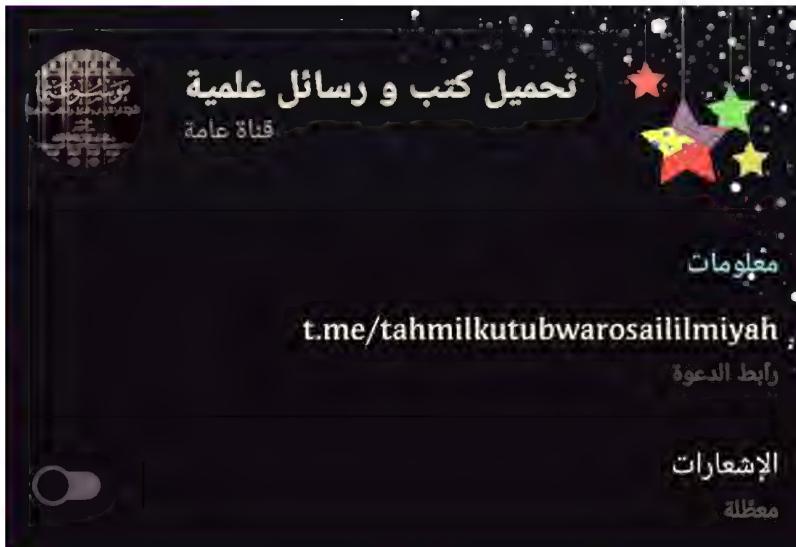 تحميل كتب و رسائل علمية
قناة عامة
معلومات
t.me/tahmilkutubwarosaililmiyah
رابط الدعوة
الإشعارات
معطّلة